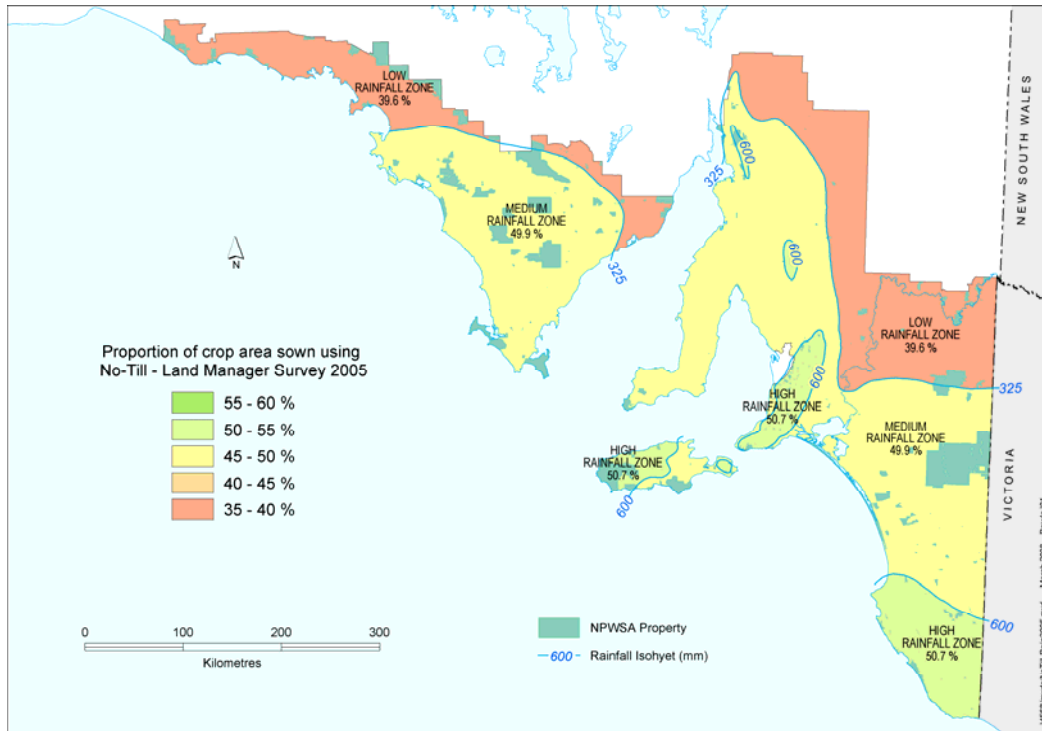 LOW
RAINFALL ZONE
39.6 %
600
325
MEDIUM
RAINFALL ZONE
49.9 %
325
600
N
NEW SOUTH WALES
LOW
RAINFALL ZONE
39.6 %
Proportion of crop area sown using
No-Till - Land Manager Survey 2005
55 - 60 %
50 - 55 %
45 - 50 %
40 - 45 %
35 - 40 %
600
325
HIGH
RAINFALL ZONE
50.7 %
MEDIUM
RAINFALL ZONE
49.9 %
HIGH
RAINFALL ZONE
50.7 %
600
VICTORIA
600
HIGH
RAINFALL ZONE
50.7 %
0 100 200 300
Kilometres
NPWSA Property
600 Rainfall Isohyet (mm)